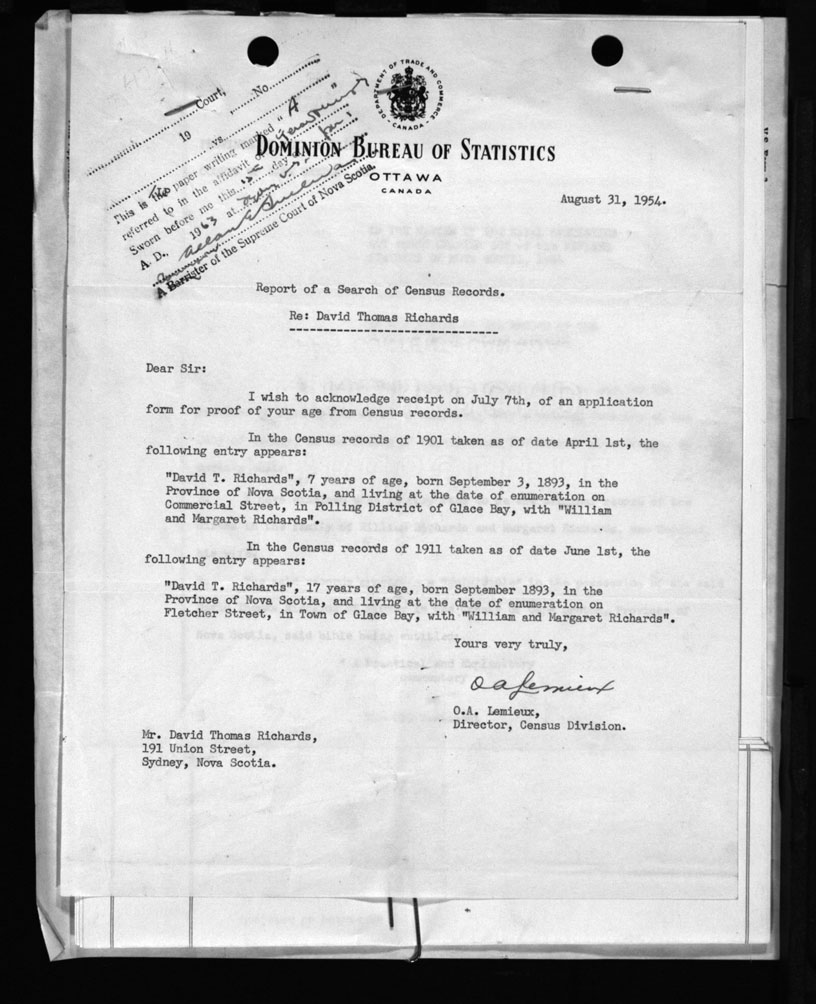 Court, No.
19
vs.
This is the paper writing marked "A"
referred to in the affidavit of
Sworn before me this day
A. D., 1963 at
A Barrister of the Supreme Court of Nova Scotia.
DEPARTMENT OF TRADE AND COMMERCE
CANADA
DOMINION BUREAU OF STATISTICS
OTTAWA
CANADA
August 31, 1954.
Report of a Search of Census Records.
Re: David Thomas Richards
Dear Sir:
I wish to acknowledge receipt on July 7th, of an application
form for proof of your age from Census records.
In the Census records of 1901 taken as of date April 1st, the
following entry appears:
"David T. Richards", 7 years of age, born September 3, 1893, in the
Province of Nova Scotia, and living at the date of enumeration on
Commercial Street, in Polling District of Glace Bay, with "William
and Margaret Richards".
In the Census records of 1911 taken as of date June 1st, the
following entry appears:
"David T. Richards", 17 years of age, born September 1893, in the
Province of Nova Scotia, and living at the date of enumeration on
Fletcher Street, in Town of Glace Bay, with "William and Margaret Richards".
Yours very truly,
O A Lemieux
O.A. Lemieux,
Director, Census Division.
Mr. David Thomas Richards,
191 Union Street,
Sydney, Nova Scotia.